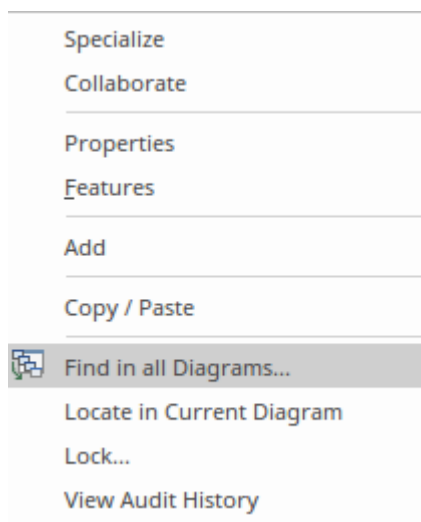 Specialize
Collaborate
Properties
Features
Add
Copy / Paste
Find in all Diagrams...
Locate in Current Diagram
Lock...
View Audit History